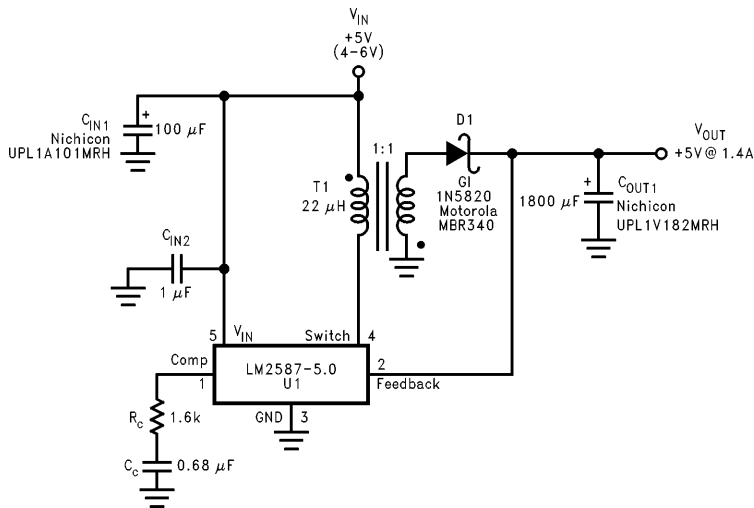 V_IN
+5V
(4-6V)
C_IN1
Nichicon
UPL1A101MRH
+
100 μF
D1
1:1
V_OUT
+5V @ 1.4A
T1
22 μH
GI
1N5820
Motorola
MBR340
1800 μF
+
C_OUT1
Nichicon
UPL1V182MRH
C_IN2
1 μF
5
V_IN
Switch
4
Comp
1
LM2587-5.0
U1
2
Feedback
GND
3
R_C
1.6k
C_C
0.68 μF